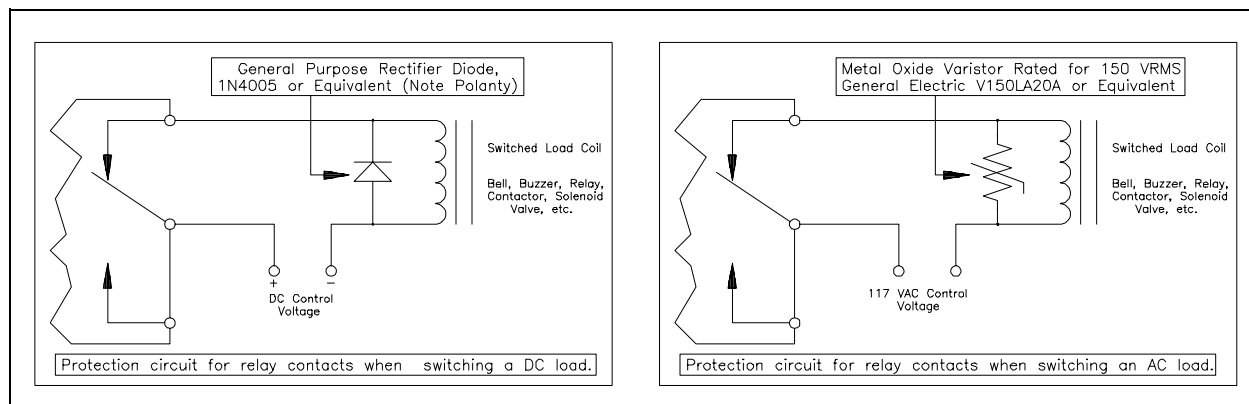 General Purpose Rectifier Diode,
1N4005 or Equivalent (Note Polanty)
Switched Load Coil
Bell, Buzzer, Relay,
Contactor, Solenoid
Valve, etc.
+
–
DC Control
Voltage
Protection circuit for relay contacts when switching a DC load.
Metal Oxide Varistor Rated for 150 VRMS
General Electric V150LA20A or Equivalent
Switched Load Coil
Bell, Buzzer, Relay,
Contactor, Solenoid
Valve, etc.
117 VAC Control
Voltage
Protection circuit for relay contacts when switching an AC load.